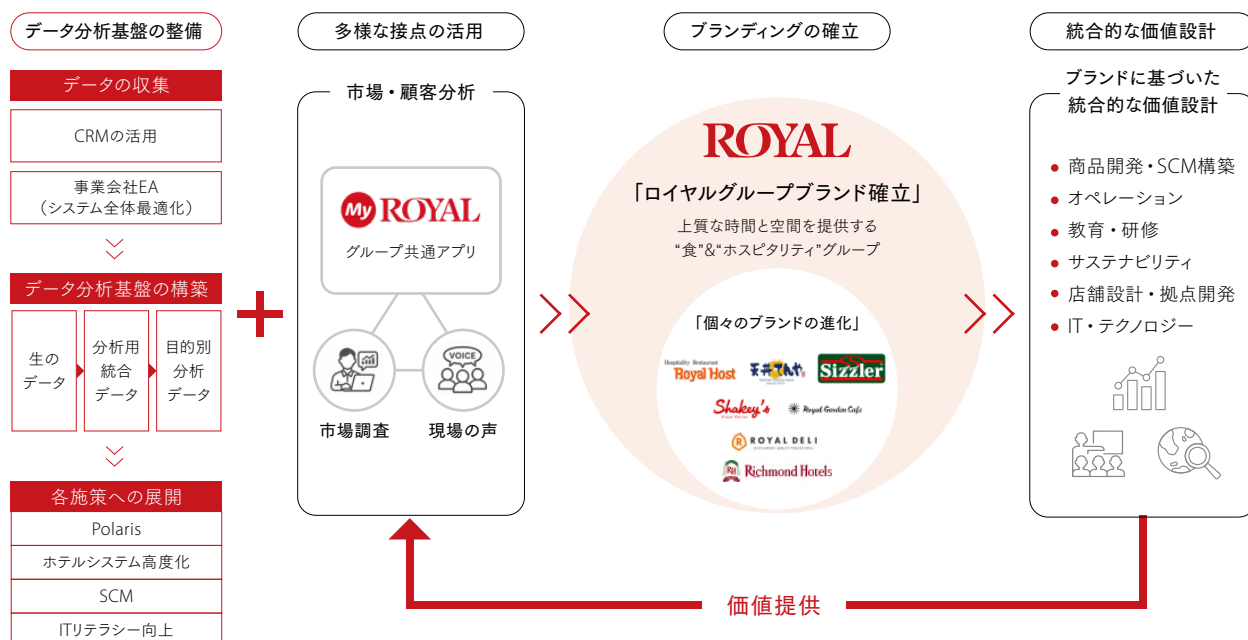 データ分析基盤の整備
データの収集
CRMの活用
事業会社EA
（システム全体最適化）
データ分析基盤の構築
生の
データ
分析用
統合
データ
目的別
分析
データ
各施策への展開
Polaris
ホテルシステム高度化
SCM
ITリテラシー向上
多様な接点の活用
市場・顧客分析
My ROYAL
グループ共通アプリ
VOICE
市場調査
現場の声
ブランディングの確立
ROYAL
「ロイヤルグループブランド確立」
上質な時間と空間を提供する
“食”&“ホスピタリティ”グループ
「個々のブランドの進化」
Hospitality Restaurant
Royal Host
天丼てんや
Sizzler
Shakey's
Royal Garden Cafe
ROYAL DELI
RH
Richmond Hotels
統合的な価値設計
ブランドに基づいた
統合的な価値設計
● 商品開発・SCM構築
● オペレーション
● 教育・研修
● サステナビリティ
● 店舗設計・拠点開発
● IT・テクノロジー
価値提供